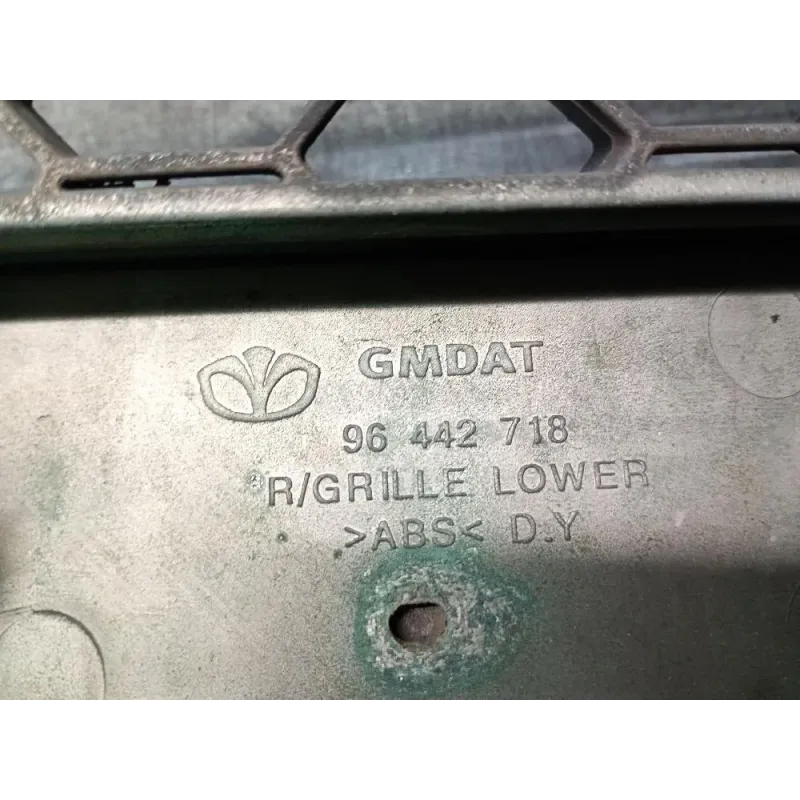 GMDAT
96 442 718
R/GRILLE LOWER
>ABS< D.Y